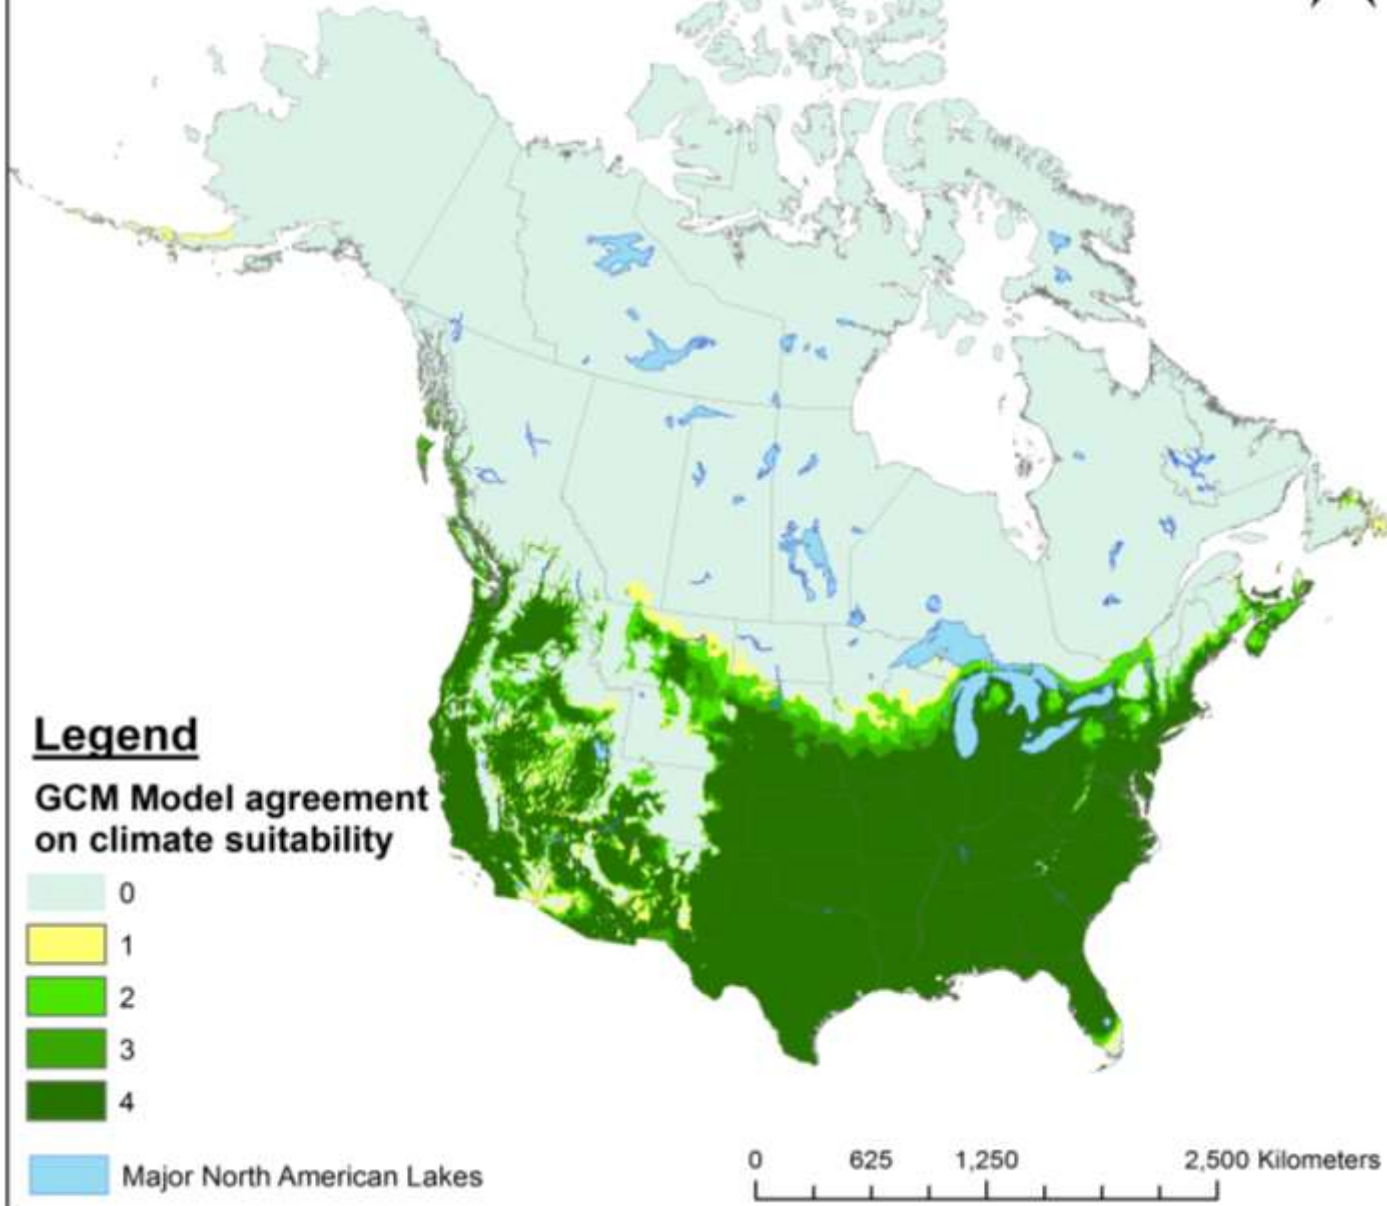 Legend
GCM Model agreement
on climate suitability
0
1
2
3
4
Major North American Lakes
0 625 1,250 2,500 Kilometers